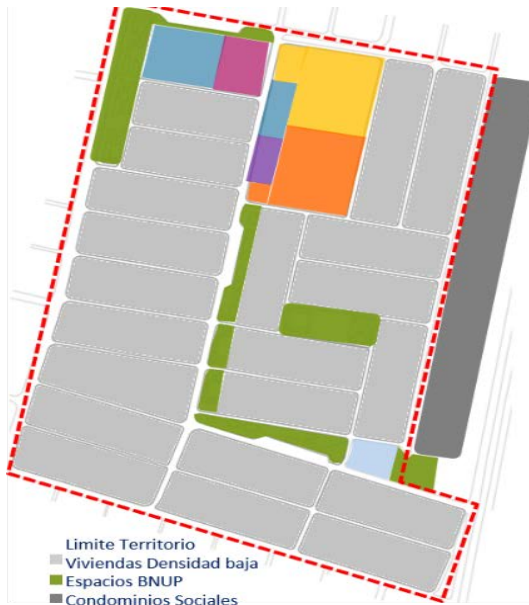 Limite Territorio
Viviendas Densidad baja
Espacios BNUP
Condominios Sociales